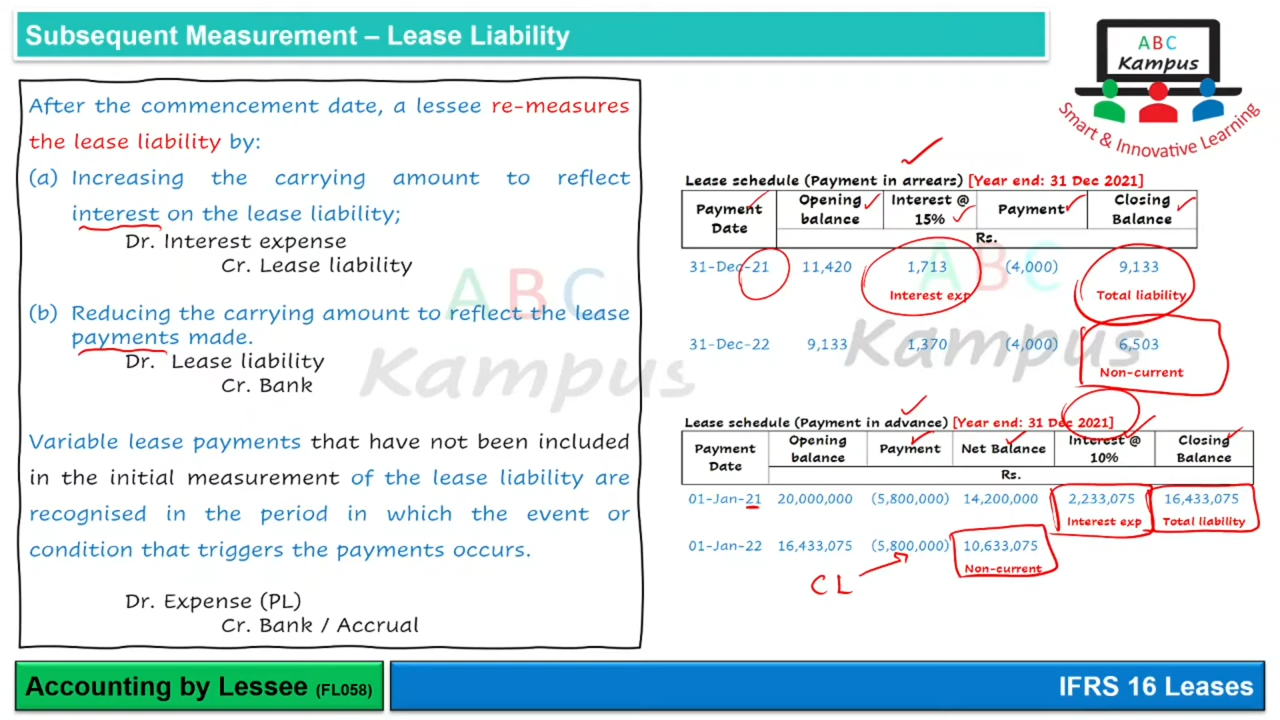 Subsequent Measurement – Lease Liability
ABC
Kampus
Smart & Innovative Learning
After the commencement date, a lessee re-measures
the lease liability by:
(a) Increasing the carrying amount to reflect
interest on the lease liability;
Dr. Interest expense
Cr. Lease liability
(b) Reducing the carrying amount to reflect the lease
payments made.
Dr. Lease liability
Cr. Bank
Variable lease payments that have not been included
in the initial measurement of the lease liability are
recognised in the period in which the event or
condition that triggers the payments occurs.
Dr. Expense (PL)
Cr. Bank / Accrual
ABC
Kampus
Lease schedule (Payment in arrears) [Year end: 31 Dec 2021]
Payment Date Opening balance Interest @ 15% Payment Closing Balance
Rs.
31-Dec-21 11,420 1,713 (4,000) 9,133
Interest exp Total liability
31-Dec-22 9,133 1,370 (4,000) 6,503
Non-current
ABC
Kampus
Lease schedule (Payment in advance) [Year end: 31 Dec 2021]
Payment Date Opening balance Payment Net Balance Interest @ 10% Closing Balance
Rs.
01-Jan-21 20,000,000 (5,800,000) 14,200,000 2,233,075 16,433,075
Interest exp Total liability
01-Jan-22 16,433,075 (5,800,000) 10,633,075
Non-current
CL
Accounting by Lessee (FL058)
IFRS 16 Leases